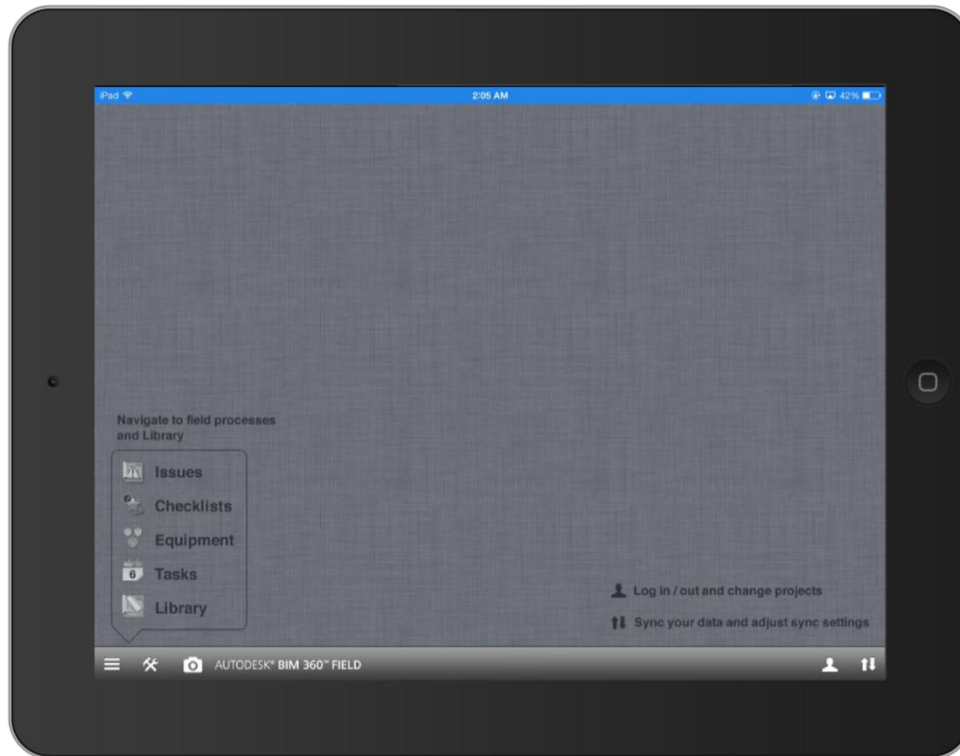 iPad 2:05 AM 42%
Navigate to field processes
and Library
Issues
Checklists
Equipment
6 Tasks
Library
Log in / out and change projects
Sync your data and adjust sync settings
AUTODESK® BIM 360™ FIELD